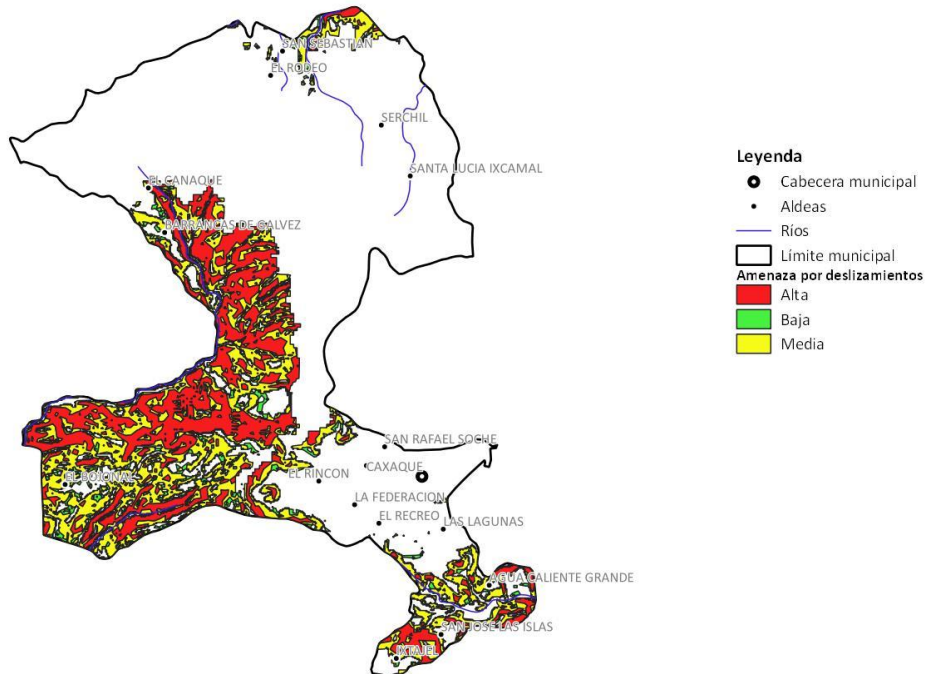 SAN SEBASTIAN
EL RODEO
SERCHIL
SANTA LUCIA IXCAMAL
EL CANAQUE
BARRANCAS DE GALVEZ
SAN RAFAEL SOCHE
CAXAQUE
EL RINCON
LA FEDERACION
EL RECREO
LAS LAGUNAS
AGUA CALIENTE GRANDE
SAN JOSE LAS ISLAS
IXTAJEL
Leyenda
Cabecera municipal
Aldeas
Ríos
Límite municipal
Amenaza por deslizamientos
Alta
Baja
Media